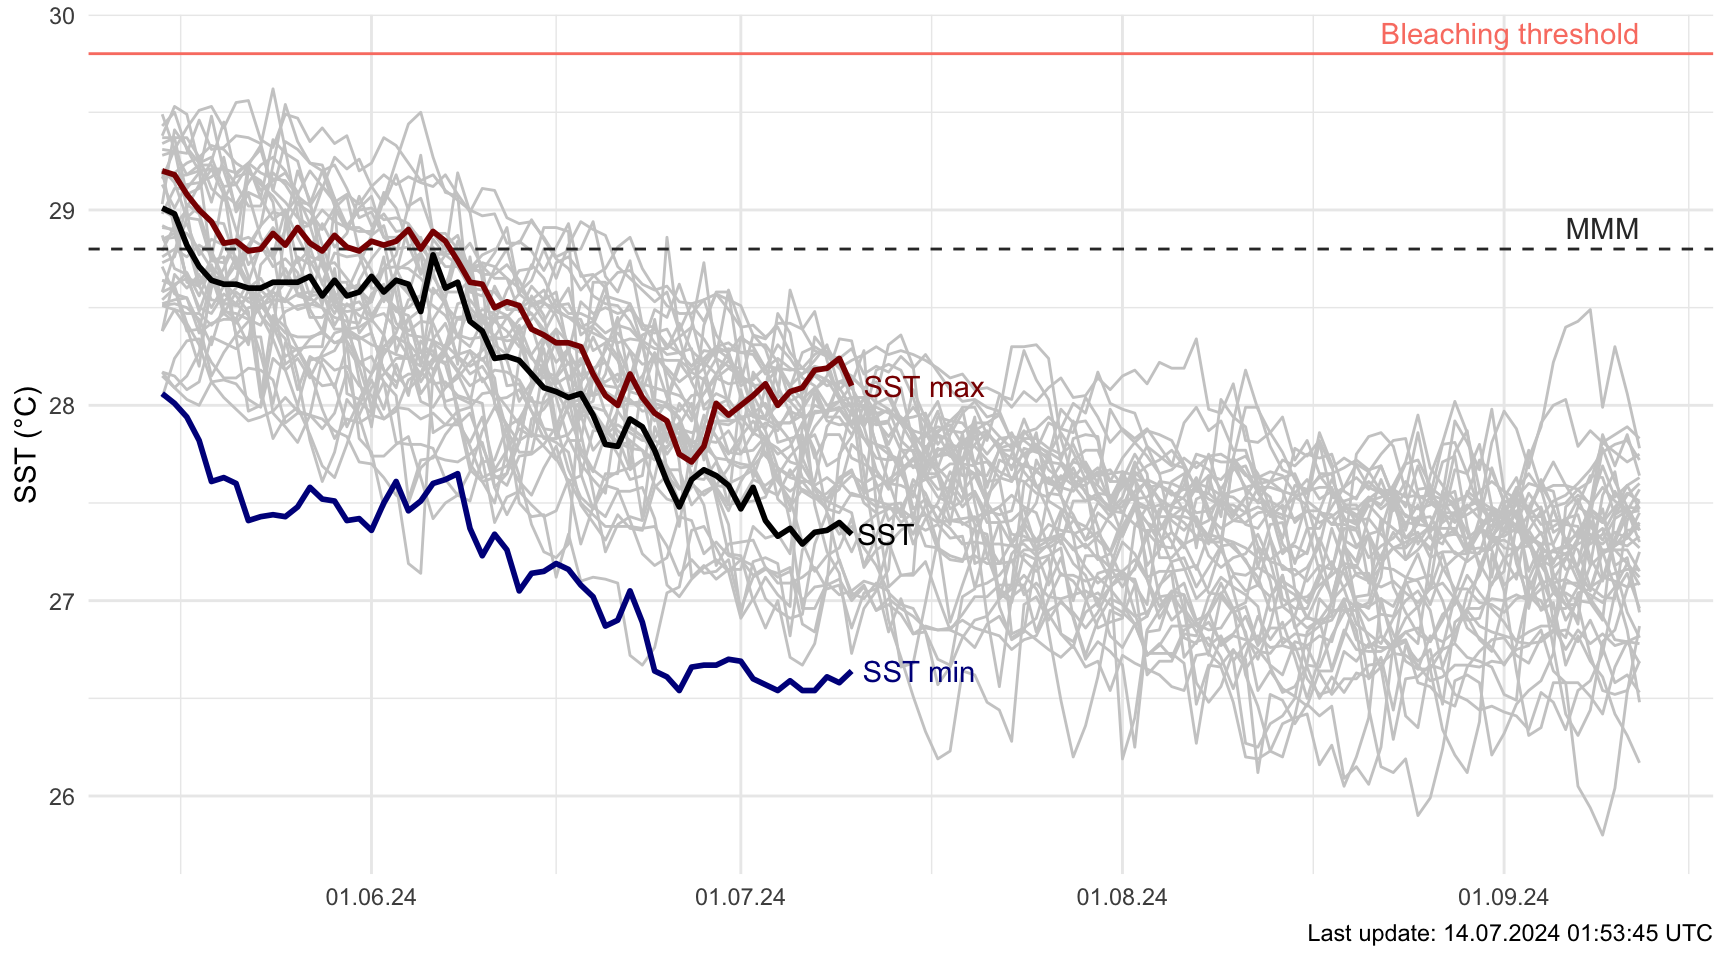 30
Bleaching threshold
29
MMM
SST (°C)
28
SST max
SST
27
SST min
26
01.06.24 01.07.24 01.08.24 01.09.24
Last update: 14.07.2024 01:53:45 UTC